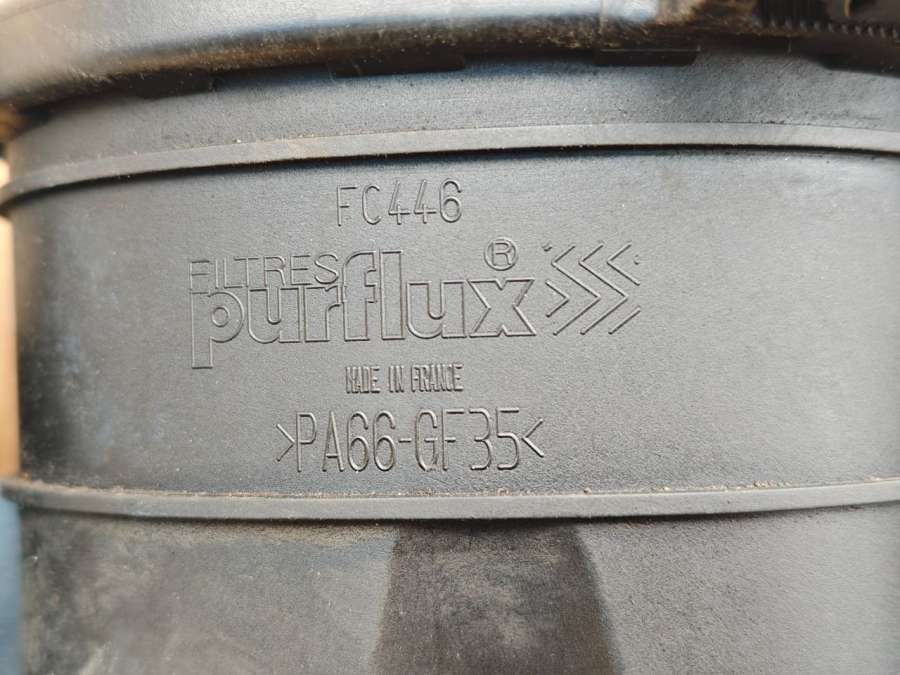 FC446
FILTRES
purflux®
MADE IN FRANCE
>PA66-GF35<